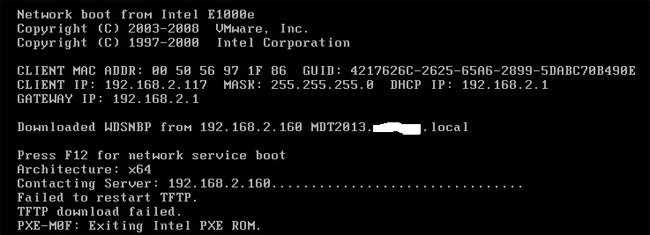 Network boot from Intel E1000e
Copyright (C) 2003-2008  VMware, Inc.
Copyright (C) 1997-2000  Intel Corporation
CLIENT MAC ADDR: 00 50 56 97 1F 86  GUID: 4217626C-2625-65A6-2899-5DABC70B490E
CLIENT IP: 192.168.2.117  MASK: 255.255.255.0  DHCP IP: 192.168.2.1
GATEWAY IP: 192.168.2.1
Downloaded WDSNBP from 192.168.2.160 MDT2013. .local
Press F12 for network service boot
Architecture: x64
Contacting Server: 192.168.2.160...............................
Failed to restart TFTP.
TFTP download failed.
PXE-M0F: Exiting Intel PXE ROM.